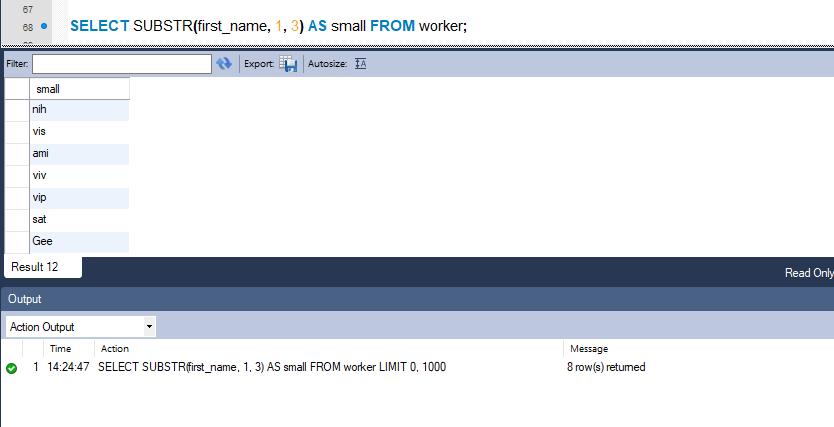 67
68 SELECT SUBSTR(first_name, 1, 3) AS small FROM worker;
Filter: Export: Autosize:
small
nih
vis
ami
viv
vip
sat
Gee
Result 12
Read Only
Output
Action Output
Time Action Message
1 14:24:47 SELECT SUBSTR(first_name, 1, 3) AS small FROM worker LIMIT 0, 1000 8 row(s) returned